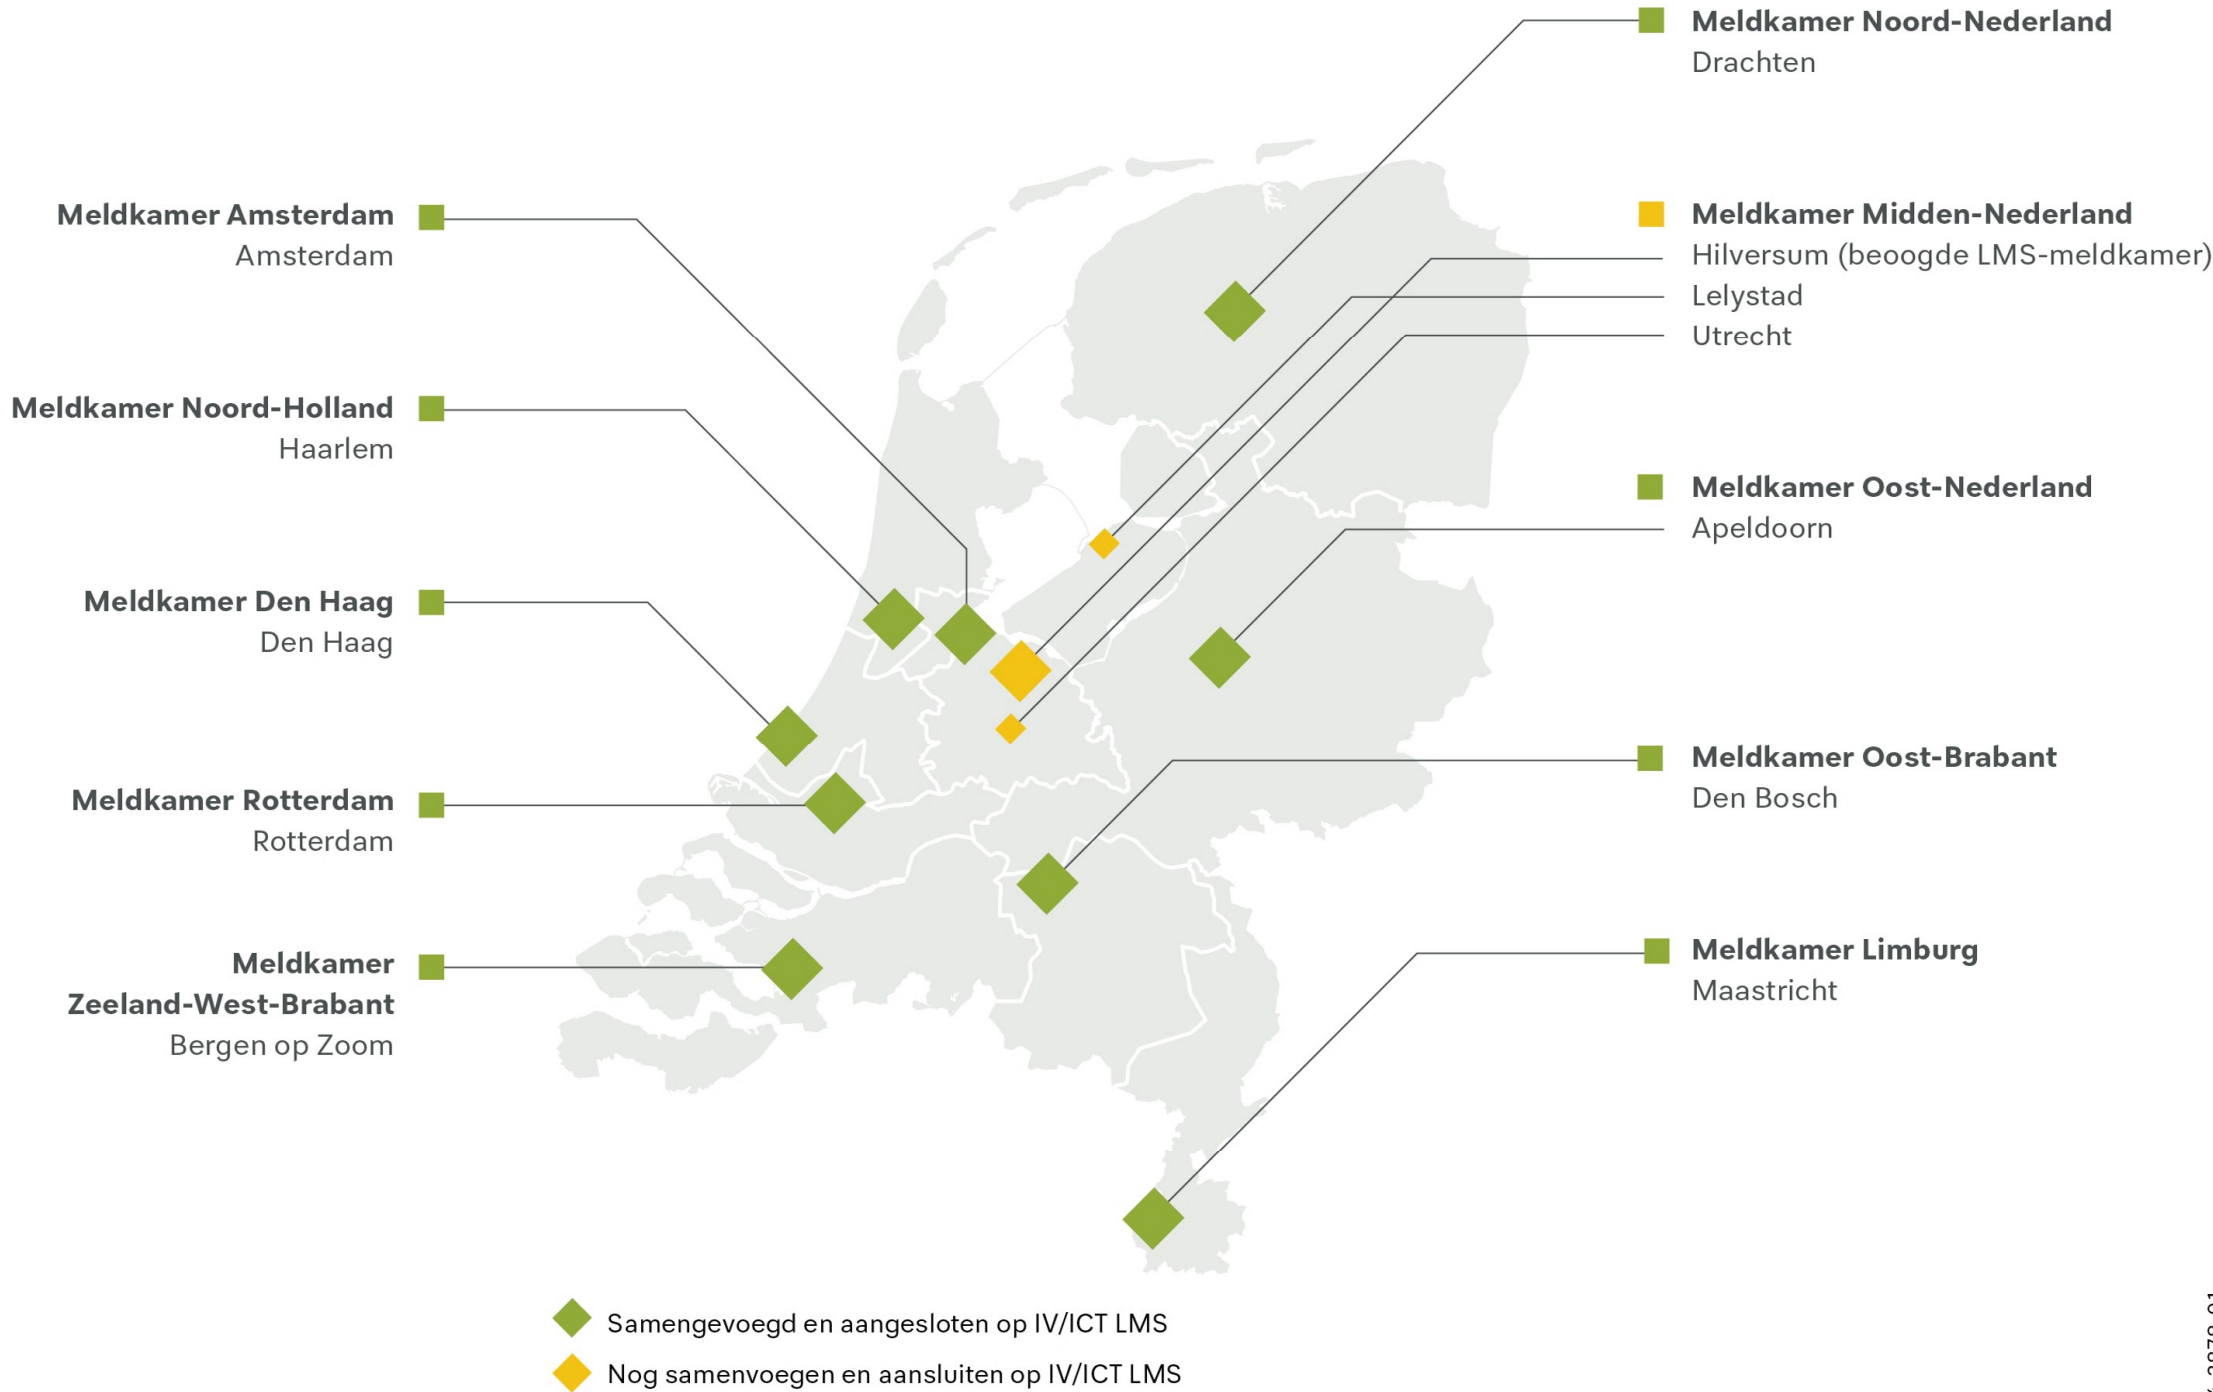 Meldkamer Noord-Nederland
Drachten
Meldkamer Amsterdam
Amsterdam
Meldkamer Midden-Nederland
Hilversum (beoogde LMS-meldkamer)
Lelystad
Utrecht
Meldkamer Noord-Holland
Haarlem
Meldkamer Oost-Nederland
Apeldoorn
Meldkamer Den Haag
Den Haag
Meldkamer Oost-Brabant
Den Bosch
Meldkamer Rotterdam
Rotterdam
Meldkamer Limburg
Maastricht
Meldkamer
Zeeland-West-Brabant
Bergen op Zoom
Samengevoegd en aangesloten op IV/ICT LMS
Nog samenvoegen en aansluiten op IV/ICT LMS